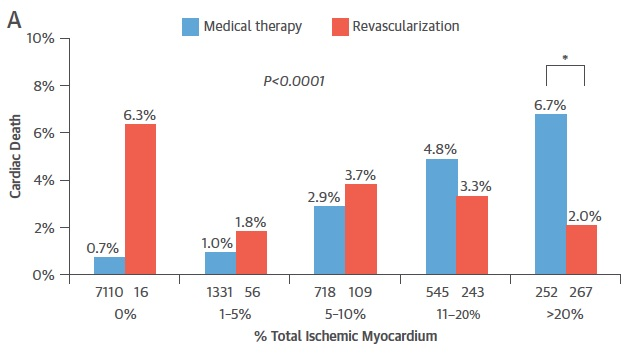 A
Medical therapy Revascularization
10%
8%
6%
4%
2%
0%
Cardiac Death
P<0.0001
*
0.7% 6.3%
1.0% 1.8%
2.9% 3.7%
4.8% 3.3%
6.7% 2.0%
7110 16 1331 56 718 109 545 243 252 267
0% 1-5% 5-10% 11-20% >20%
% Total Ischemic Myocardium